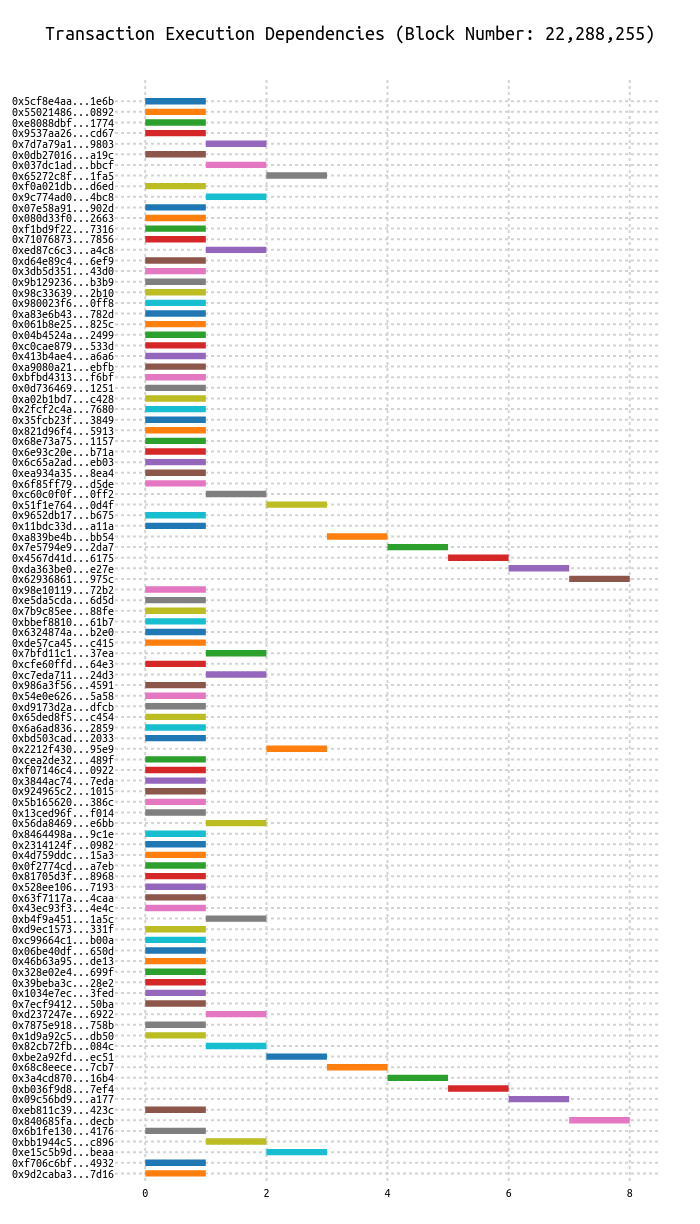 Transaction Execution Dependencies (Block Number: 22,288,255)
0x5cf8e4aa...1e6b
0x55021486...0892
0xe8088dbf...1774
0x9537aa26...cd67
0x7d7a79a1...9803
0x0db27016...a19c
0x037dc1ad...bbcf
0x65272c8f...1fa5
0xf0a021db...d6ed
0x9c774ad0...4bc8
0x07e58a91...902d
0x080d33f0...2663
0xf1bd9f22...7316
0x71076873...7856
0xed87c6c3...a4c8
0xd64e89c4...6ef9
0x3db5d351...43d0
0x9b129236...b3b9
0x98c33639...2b10
0x980023f6...0ff8
0xa83e6b43...782d
0x061b8e25...825c
0x04b4524a...2499
0xc0cae879...533d
0x413b4ae4...a6a6
0xa9080a21...ebfb
0xbfbd4313...f6bf
0x0d736469...1251
0xa02b1bd7...c428
0x2fcf2c4a...7680
0x35fcb23f...3849
0x821d96f4...5913
0x68e73a75...1157
0x6e93c20e...b71a
0x6c65a2ad...eb03
0xea934a35...8ea4
0x6f85ff79...d5de
0xc60c0f0f...0ff2
0x51f1e764...0d4f
0x9652db17...b675
0x11bdc33d...a11a
0xa839be4b...bb54
0x7e5794e9...2da7
0x4567d41d...6175
0xda363be0...e27e
0x62936861...975c
0x98e10119...72b2
0xe5da5cda...6d5d
0x7b9c85ee...88fe
0xbbef8810...61b7
0x6324874a...b2e0
0xde57ca45...c415
0x7bfd11c1...37ea
0xcfe60ffd...64e3
0xc7eda711...24d3
0x986a3f56...4591
0x54e0e626...5a58
0xd9173d2a...dfcb
0x65ded8f5...c454
0x6a6ad836...2859
0xbd503cad...2033
0x2212f430...95e9
0xcea2de32...489f
0xf07146c4...0922
0x3844ac74...7eda
0x924965c2...1015
0x5b165620...386c
0x13ced96f...f014
0x56da8469...e6bb
0x8464498a...9c1e
0x2314124f...0982
0x4d759ddc...15a3
0x0f2774cd...a7eb
0x81705d3f...8968
0x528ee106...7193
0x63f7117a...4caa
0x43ec93f3...4e4c
0xb4f9a451...1a5c
0xd9ec1573...331f
0xc99664c1...b00a
0x06be40df...650d
0x46b63a95...de13
0x328e02e4...699f
0x39beba3c...28e2
0x1034e7ec...3fed
0x7ecf9412...50ba
0xd237247e...6922
0x7875e918...758b
0x1d9a92c5...db50
0x82cb72fb...084c
0xbe2a92fd...ec51
0x68c8eece...7cb7
0x3a4cd870...16b4
0xb036f9d8...7ef4
0x09c56bd9...a177
0xeb811c39...423c
0x840685fa...decb
0x6b1fe130...4176
0xbb1944c5...c896
0xe15c5b9d...beaa
0xf706c6bf...4932
0x9d2caba3...7d16
0 2 4 6 8